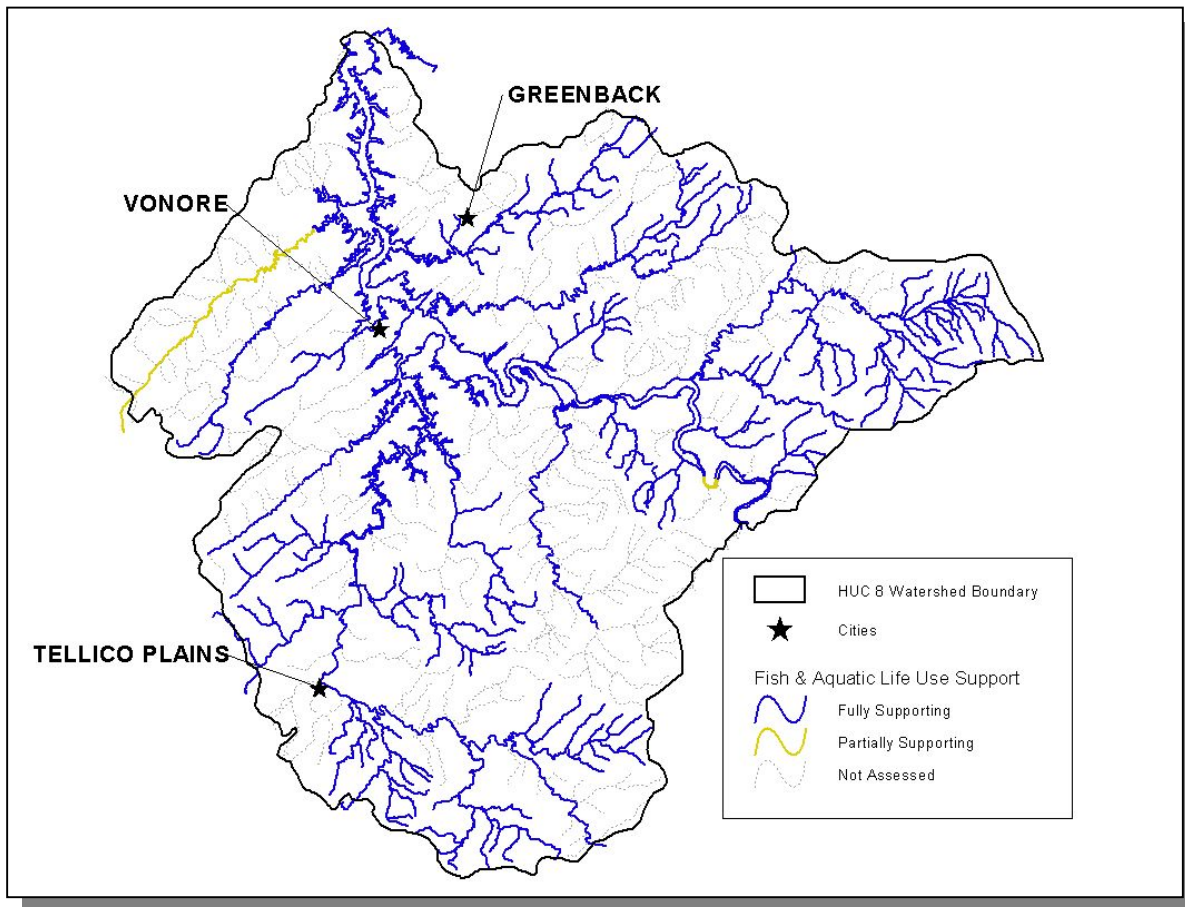 GREENBACK
VONORE
TELLICO PLAINS
HUC 8 Watershed Boundary
Cities
Fish & Aquatic Life Use Support
Fully Supporting
Partially Supporting
Not Assessed